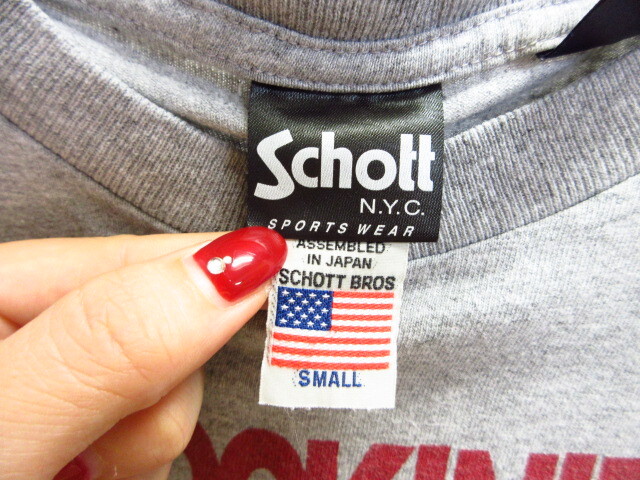 Schott
N.Y.C.
SPORTS WEAR
ASSEMBLED
IN JAPAN
SCHOTT BROS
SMALL